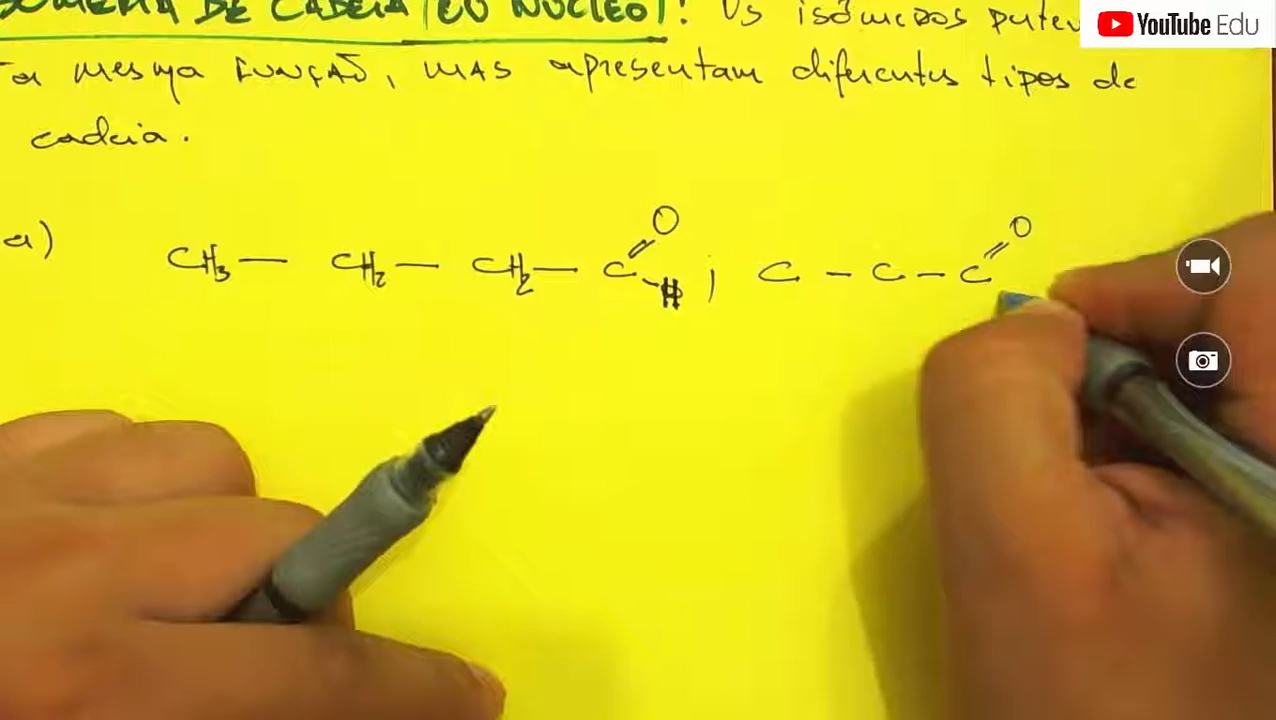 SOMERIA DE CADEIA (OU NÚCLEO): Os isômeros
a mesma FUNÇÃO, MAS apresentam diferentes tipos de
cadeia.
a) CH3 — CH2 — CH2 — C = O - H ; C — C — C = O
YouTube Edu